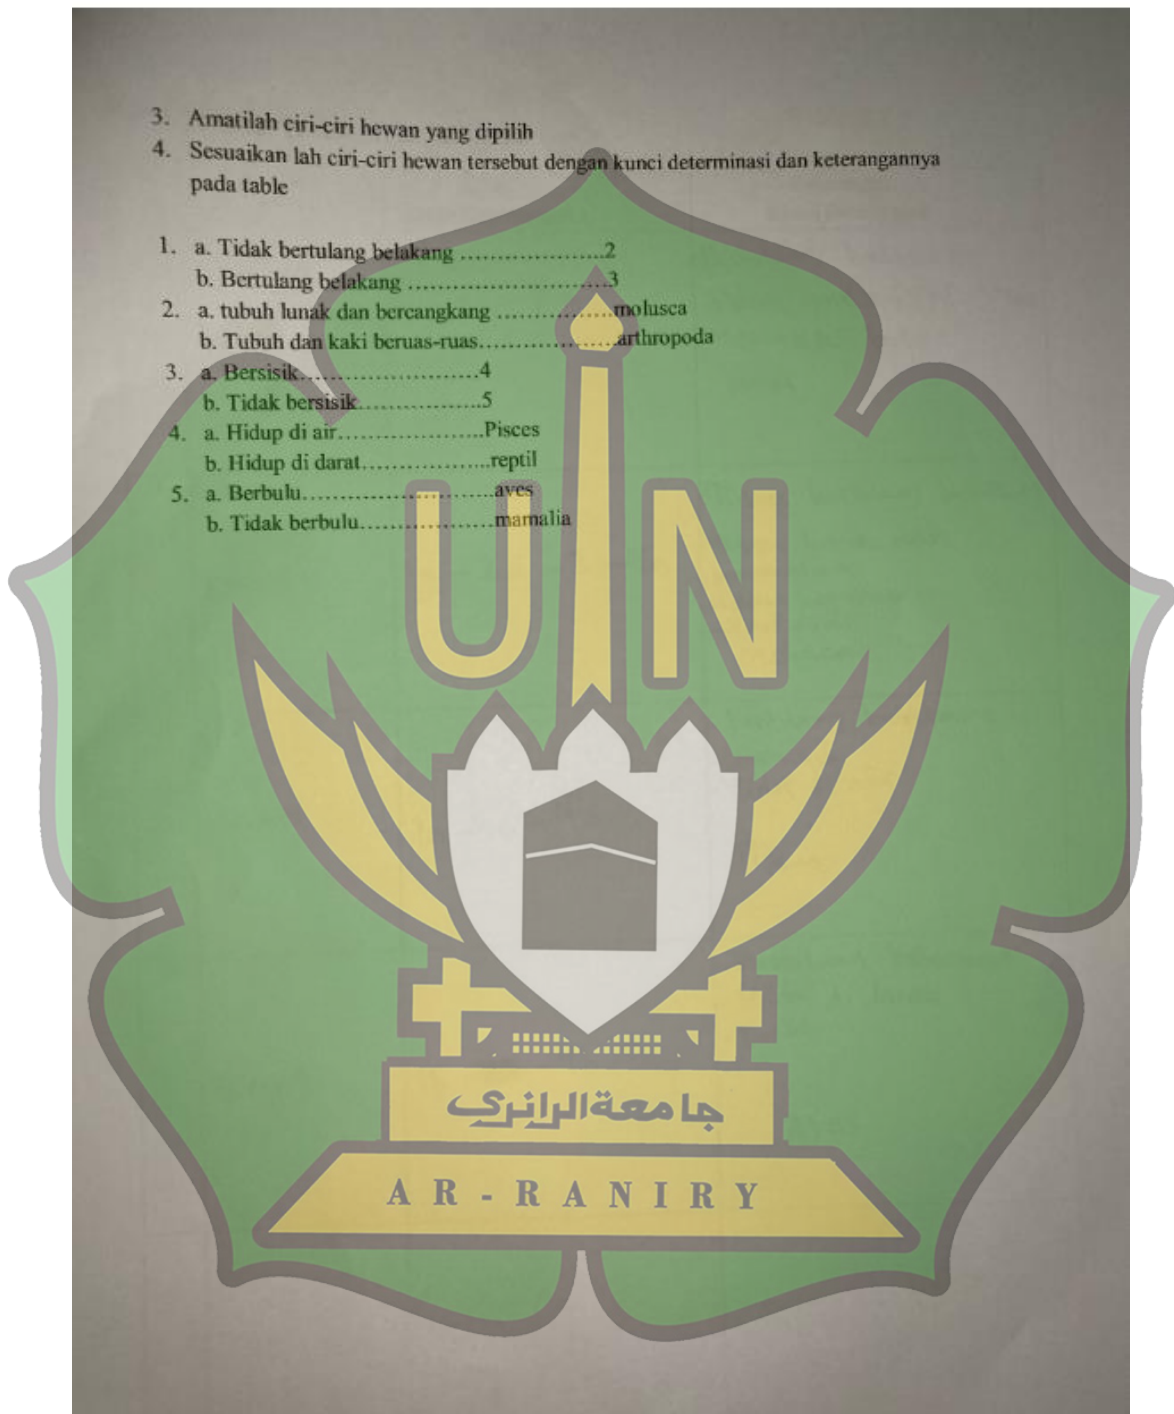 3. Amatilah ciri-ciri hewan yang dipilih
4. Sesuaikan lah ciri-ciri hewan tersebut dengan kunci determinasi dan keterangannya
pada table
1. a. Tidak bertulang belakang ...................2
b. Bertulang belakang ...........................3
2. a. tubuh lunak dan bercangkang ...............molusca
b. Tubuh dan kaki beruas-ruas...................arthropoda
3. a. Bersisik........................4
b. Tidak bersisik................5
4. a. Hidup di air...................Pisces
b. Hidup di darat.................reptil
5. a. Berbulu..........................aves
b. Tidak berbulu..................mamalia
UIN
جامعة الرانري
AR-RANIRY